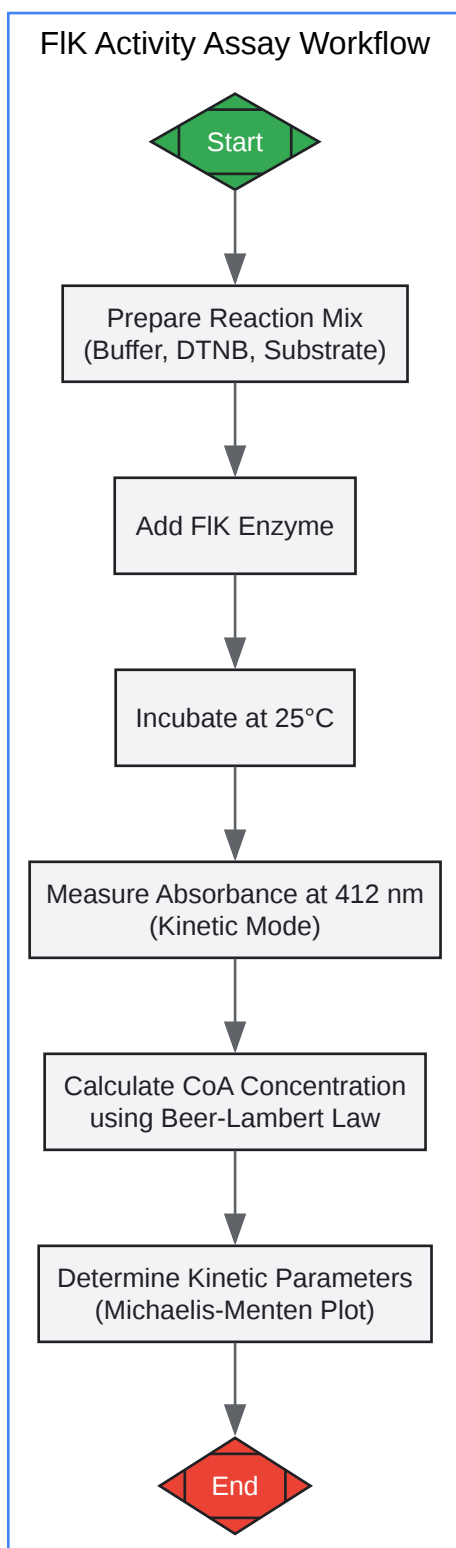 FlK Activity Assay Workflow
Start
Prepare Reaction Mix
(Buffer, DTNB, Substrate)
Add FlK Enzyme
Incubate at 25°C
Measure Absorbance at 412 nm
(Kinetic Mode)
Calculate CoA Concentration
using Beer-Lambert Law
Determine Kinetic Parameters
(Michaelis-Menten Plot)
End